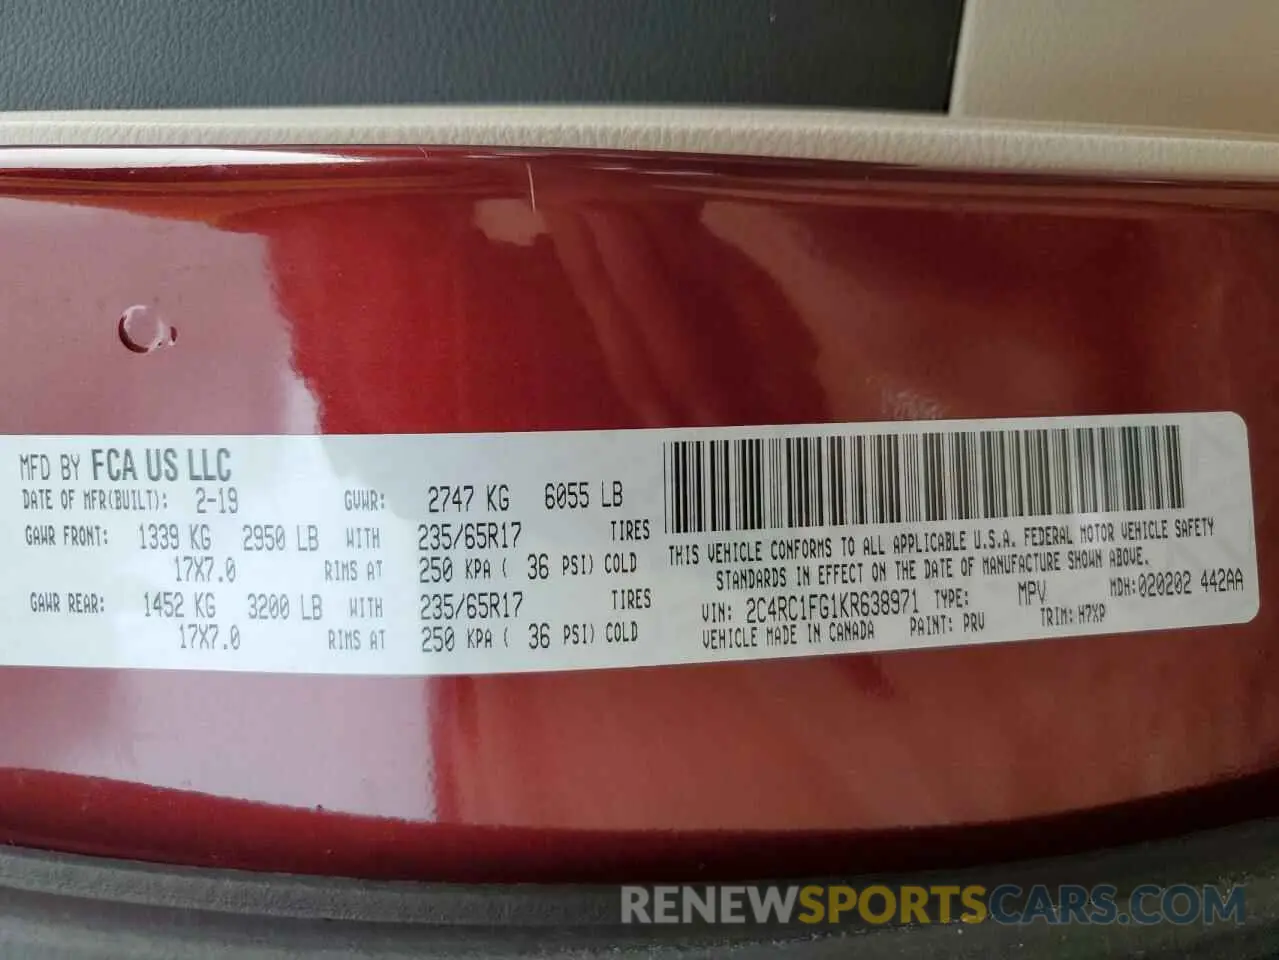 MFD BY FCA US LLC
DATE OF MFR(BUILT): 2-19 GVWR: 2747 KG 6055 LB
GAWR FRONT: 1339 KG 2950 LB WITH 235/65R17 TIRES
17X7.0 RIMS AT 250 KPA ( 36 PSI) COLD
GAWR REAR: 1452 KG 3200 LB WITH 235/65R17 TIRES
17X7.0 RIMS AT 250 KPA ( 36 PSI) COLD
THIS VEHICLE CONFORMS TO ALL APPLICABLE U.S.A. FEDERAL MOTOR VEHICLE SAFETY
STANDARDS IN EFFECT ON THE DATE OF MANUFACTURE SHOWN ABOVE.
VIN: 2C4RC1FG1KR638971 TYPE: MPV MDH:020202 442AA
VEHICLE MADE IN CANADA PAINT: PRV TRIM: H7XP
RENEWSPORTSCARS.COM